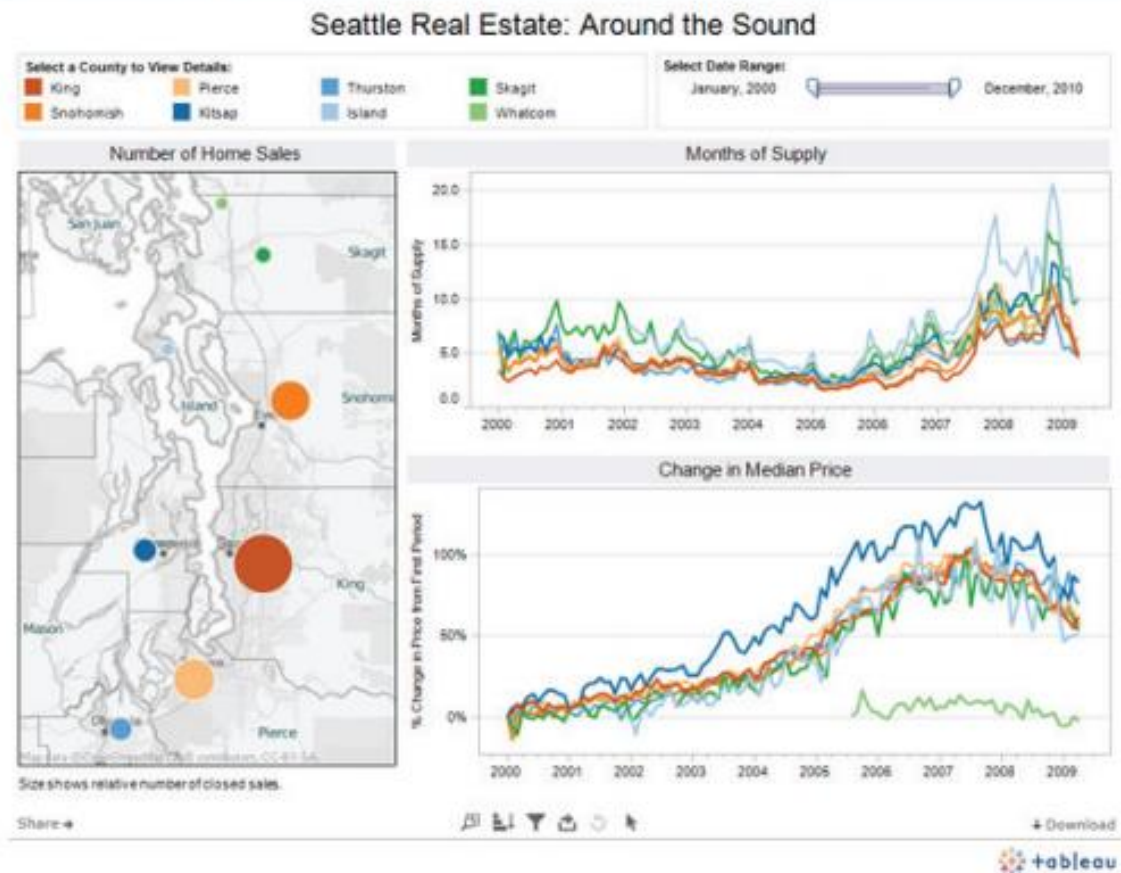 Seattle Real Estate: Around the Sound
Select a County to View Details:
King
Pierce
Thurston
Skagit
Snohomish
Kitsap
Island
Whatcom
Select Date Range:
January, 2000
December, 2010
Number of Home Sales
San Juan
Skagit
Island
Snohom
King
Mason
Pierce
Size shows relative number of closed sales.
Months of Supply
Months of Supply
20.0
15.0
10.0
5.0
0.0
2000 2001 2002 2003 2004 2005 2006 2007 2008 2009
Change in Median Price
% Change in Price from First Period
100%
50%
0%
2000 2001 2002 2003 2004 2005 2006 2007 2008 2009
Share
Download
+ableau